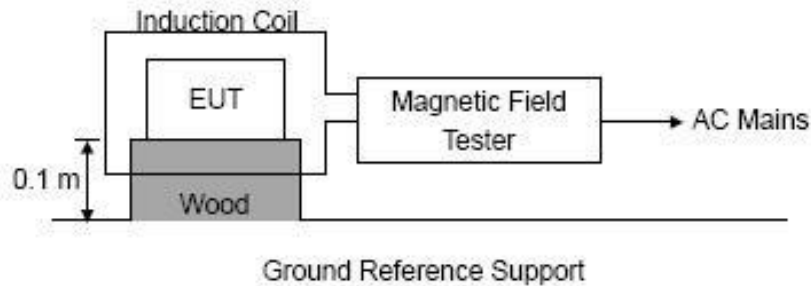 Induction Coil
EUT
Magnetic Field
Tester
AC Mains
0.1 m
Wood
Ground Reference Support